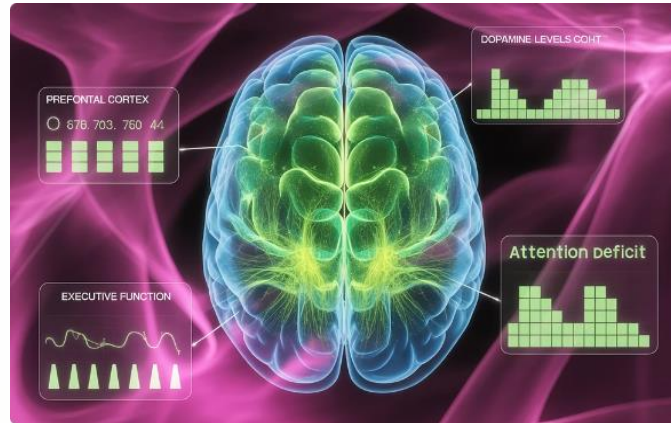 DOPAMINE LEVELS COHT
PREFONTAL CORTEX
678. 703. 760 44
Attention Deficit
EXECUTIVE FUNCTION